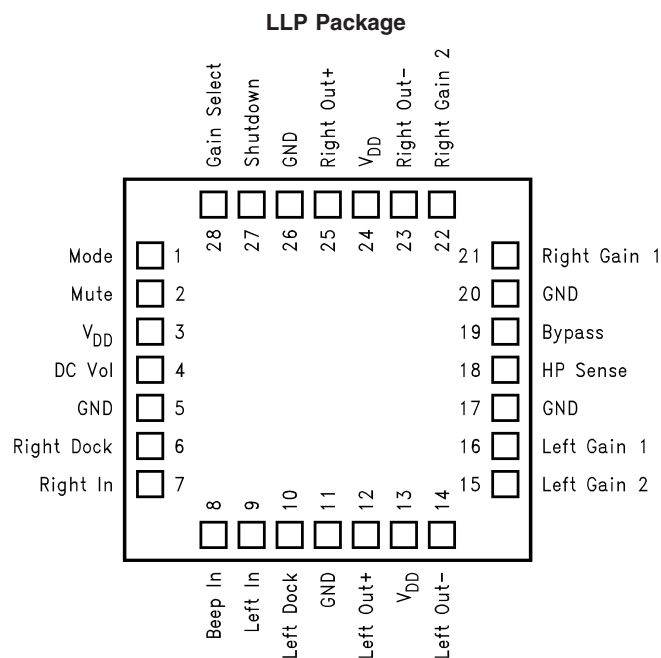 LLP Package
Gain Select
Shutdown
GND
Right Out+
VDD
Right Out-
Right Gain 2
28
27
26
25
24
23
22
Mode 1
Mute 2
VDD 3
DC Vol 4
GND 5
Right Dock 6
Right In 7
21 Right Gain 1
20 GND
19 Bypass
18 HP Sense
17 GND
16 Left Gain 1
15 Left Gain 2
8
9
10
11
12
13
14
Beep In
Left In
Left Dock
GND
Left Out+
VDD
Left Out-